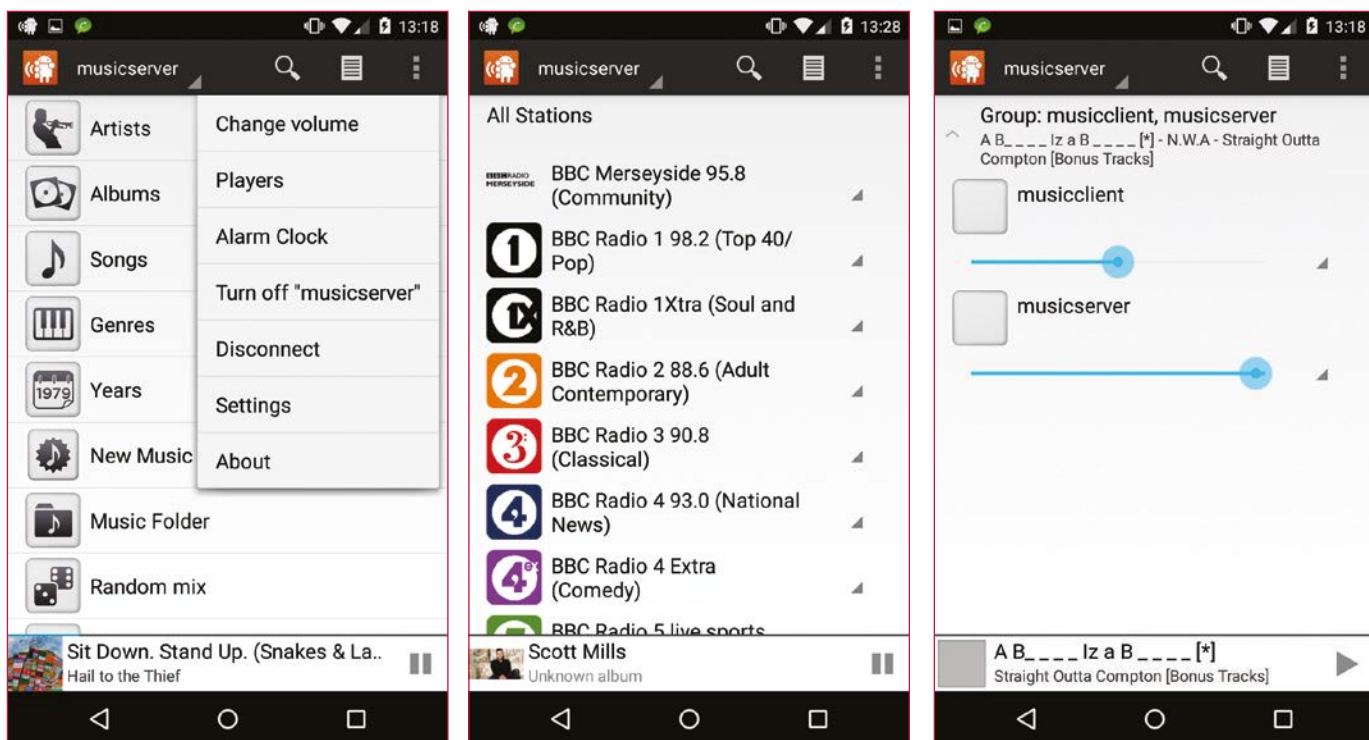 13:18
musicserver
Artists
Albums
Songs
Genres
1979
Years
New Music
Music Folder
Random mix
Change volume
Players
Alarm Clock
Turn off "musicserver"
Disconnect
Settings
About
Sit Down. Stand Up. (Snakes & La..
Hail to the Thief
13:28
musicserver
All Stations
BBC RADIO
MERSEYSIDE
BBC Merseyside 95.8
(Community)
1
BBC Radio 1 98.2 (Top 40/
Pop)
1X
BBC Radio 1Xtra (Soul and
R&B)
2
BBC Radio 2 88.6 (Adult
Contemporary)
3
BBC Radio 3 90.8
(Classical)
4
BBC Radio 4 93.0 (National
News)
4 ex
BBC Radio 4 Extra
(Comedy)
BBC Radio 5 live sports
Scott Mills
Unknown album
13:18
musicserver
Group: musicclient, musicserver
A B_ _ _ _ Iz a B _ _ _ _ [*] - N.W.A - Straight Outta
Compton [Bonus Tracks]
musicclient
musicserver
A B_ _ _ _ Iz a B _ _ _ _ [*]
Straight Outta Compton [Bonus Tracks]